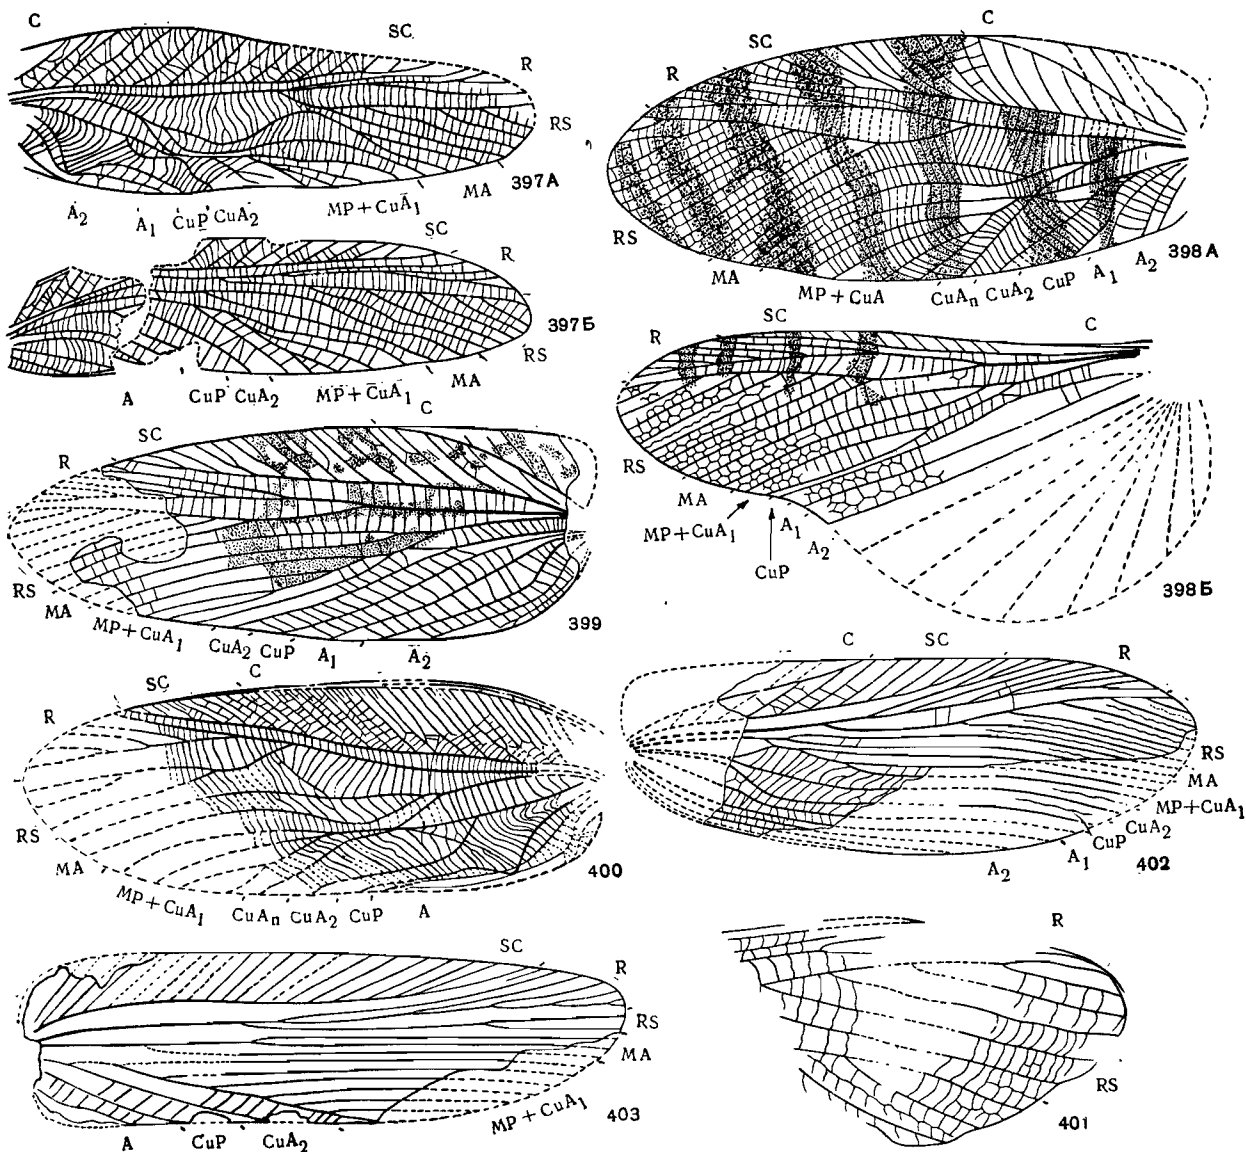 C
SC
R
RS
MA
397А
MP+CuA₁
A₂ A₁ CuP CuA₂
SC
R
397Б
RS
MA
A CuP CuA₂ MP+CuA₁
C
SC
R
RS
MA
MP+CuA₁ CuA₂ CuP A₁ A₂
399
C
SC
R
RS
MA
MP+CuA₁ CuAn CuA₂ CuP A
400
SC
R
RS
MA
MP+CuA₁
403
A CuP CuA₂
C
SC
R
RS
MA
MP+CuA CuAn CuA₂ CuP A₁ A₂
398А
SC
C
R
RS
MA
MP+CuA₁
CuP
A₁
A₂
398Б
C SC
R
RS
MA
MP+CuA₁
CuA₂
CuP
A₁
A₂
402
R
RS
401